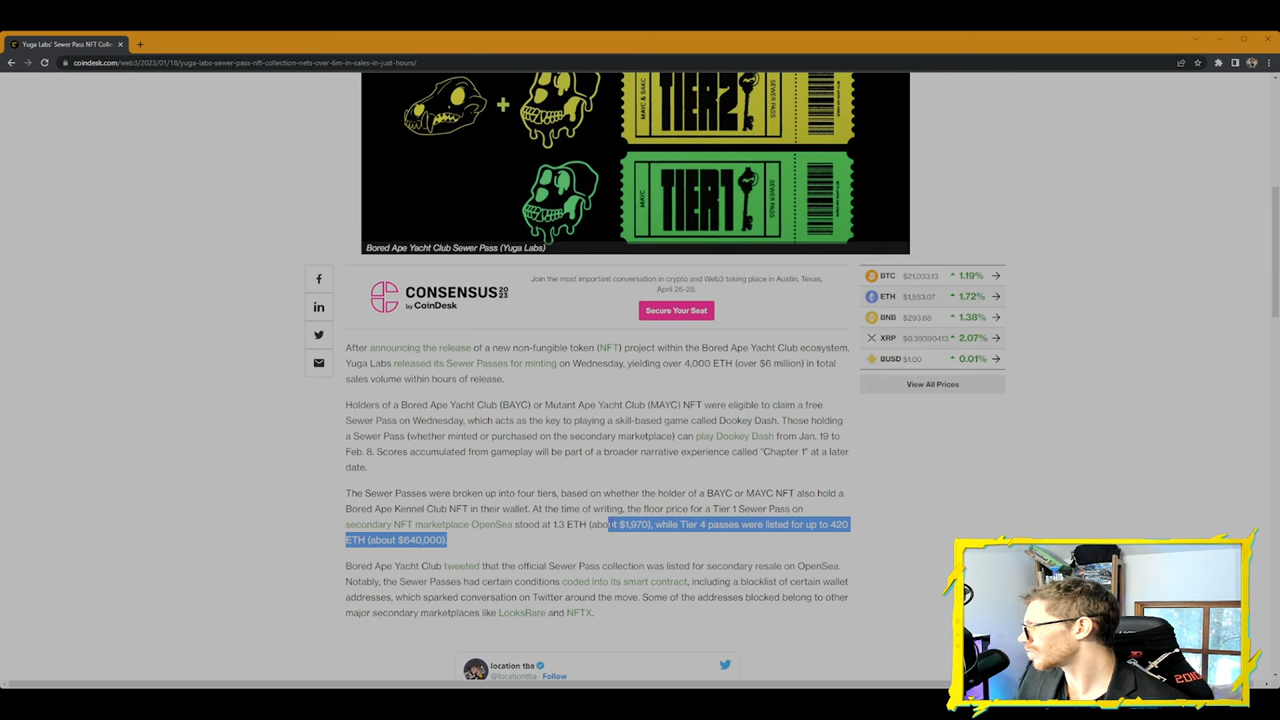 Yuga Labs' Sewer Pass NFT Colle
coindesk.com/web3/2023/01/18/yuga-labs-sewer-pass-nft-collection-nets-over-6m-in-sales-in-just-hours/
MAYC & BAKC
TIER2
SEWER PASS
MAYC
TIER1
SEWER PASS
Bored Ape Yacht Club Sewer Pass (Yuga Labs)
CONSENSUS 2023
by CoinDesk
Join the most important conversation in crypto and Web3 taking place in Austin, Texas,
April 26-28.
Secure Your Seat
BTC $21,033.13 1.19%
ETH $1,553.07 1.72%
BNB $293.68 1.38%
XRP $0.39390413 2.07%
BUSD $1.00 0.01%
View All Prices
After announcing the release of a new non-fungible token (NFT) project within the Bored Ape Yacht Club ecosystem,
Yuga Labs released its Sewer Passes for minting on Wednesday, yielding over 4,000 ETH (over $6 million) in total
sales volume within hours of release.
Holders of a Bored Ape Yacht Club (BAYC) or Mutant Ape Yacht Club (MAYC) NFT were eligible to claim a free
Sewer Pass on Wednesday, which acts as the key to playing a skill-based game called Dookey Dash. Those holding
a Sewer Pass (whether minted or purchased on the secondary marketplace) can play Dookey Dash from Jan. 19 to
Feb. 8. Scores accumulated from gameplay will be part of a broader narrative experience called "Chapter 1" at a later
date.
The Sewer Passes were broken up into four tiers, based on whether the holder of a BAYC or MAYC NFT also hold a
Bored Ape Kennel Club NFT in their wallet. At the time of writing, the floor price for a Tier 1 Sewer Pass on
secondary NFT marketplace OpenSea stood at 1.3 ETH (about $1,970), while Tier 4 passes were listed for up to 420
ETH (about $640,000).
Bored Ape Yacht Club tweeted that the official Sewer Pass collection was listed for secondary resale on OpenSea.
Notably, the Sewer Passes had certain conditions coded into its smart contract, including a blocklist of certain wallet
addresses, which sparked conversation on Twitter around the move. Some of the addresses blocked belong to other
major secondary marketplaces like LooksRare and NFTX.
location tba
@locationtba · Follow